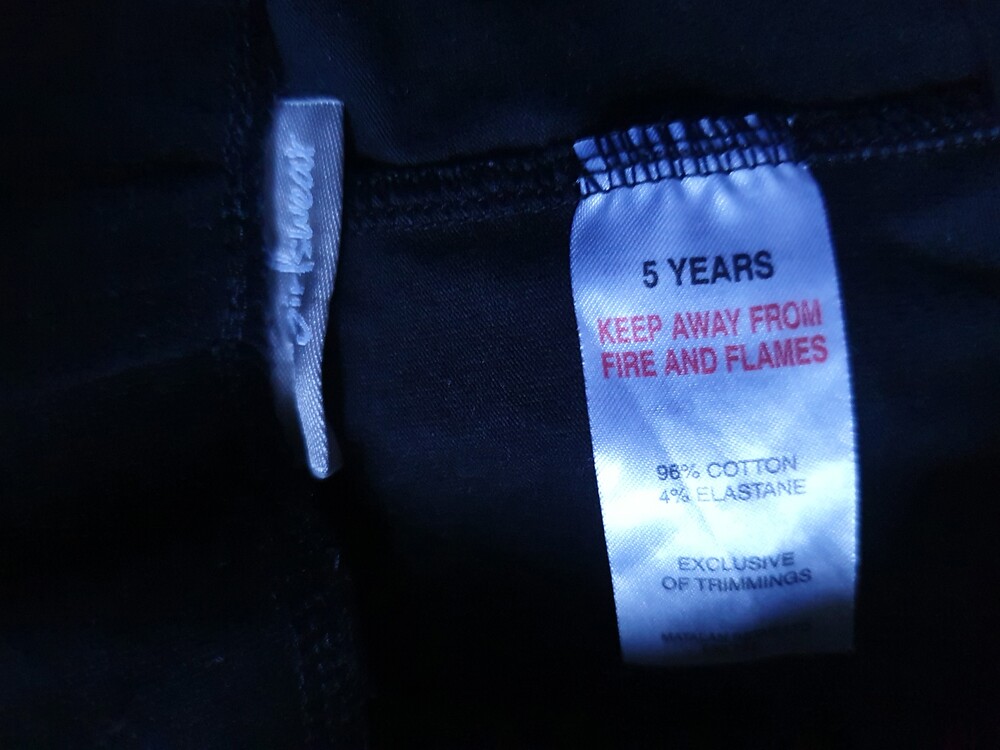 5 YEARS
KEEP AWAY FROM
FIRE AND FLAMES
96% COTTON
4% ELASTANE
EXCLUSIVE
OF TRIMMINGS